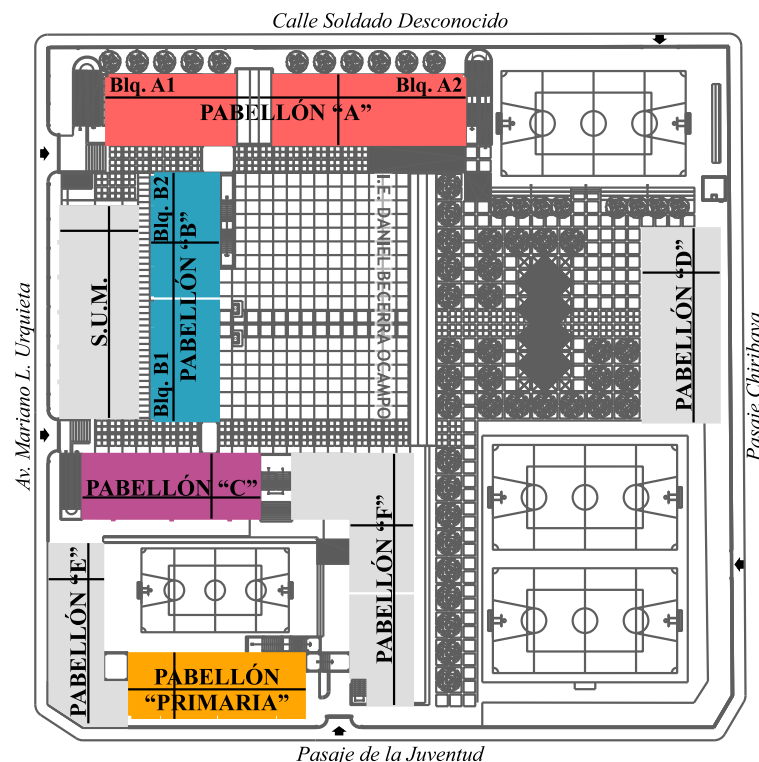 Calle Soldado Desconocido
Blq. A1
Blq. A2
PABELLÓN “A”
Blq. B2
PABELLÓN “B”
Blq. B1
S.U.M.
I.E. DANIEL BECERRA OCAMPO
PABELLÓN “D”
Av. Mariano L. Urquieta
Pasaje Chiribaya
PABELLÓN “C”
PABELLÓN “F”
PABELLÓN “E”
PABELLÓN
“PRIMARIA”
Pasaje de la Juventud